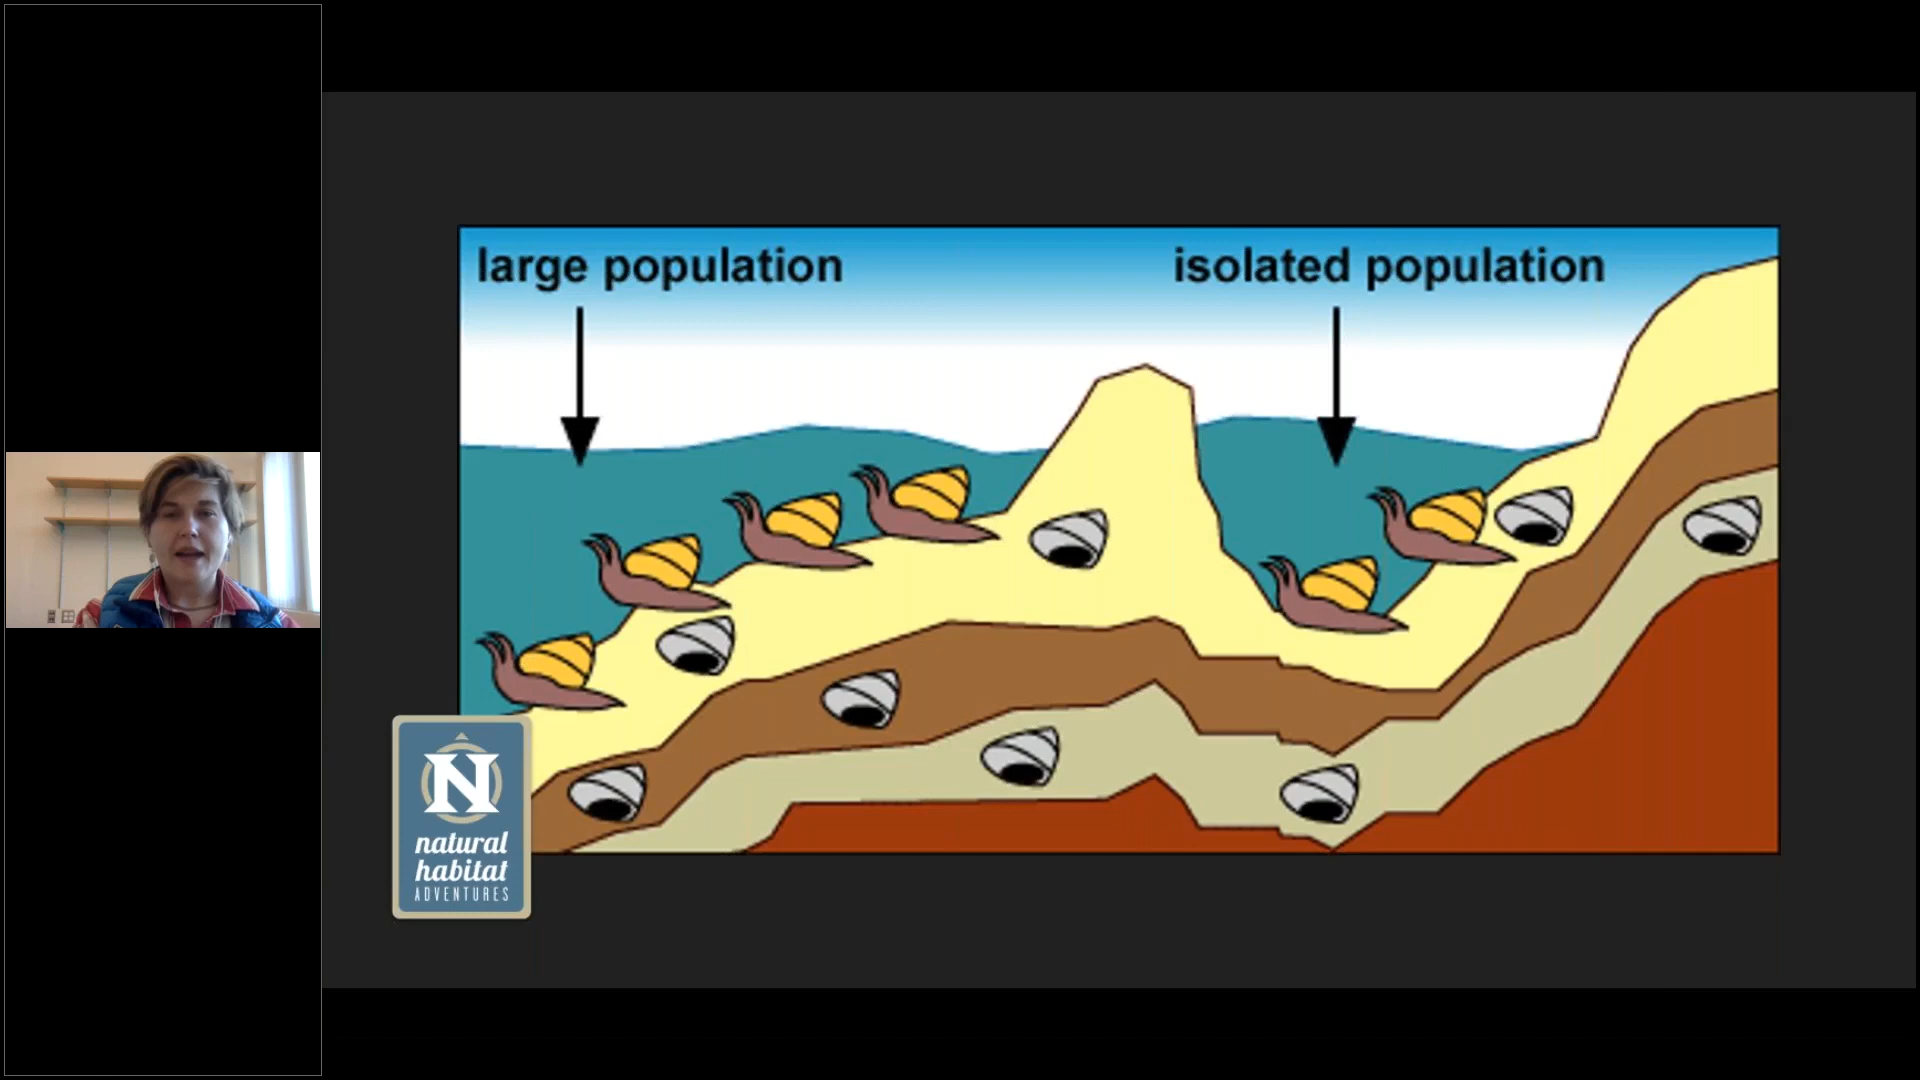 large population
isolated population
N
natural
habitat
ADVENTURES